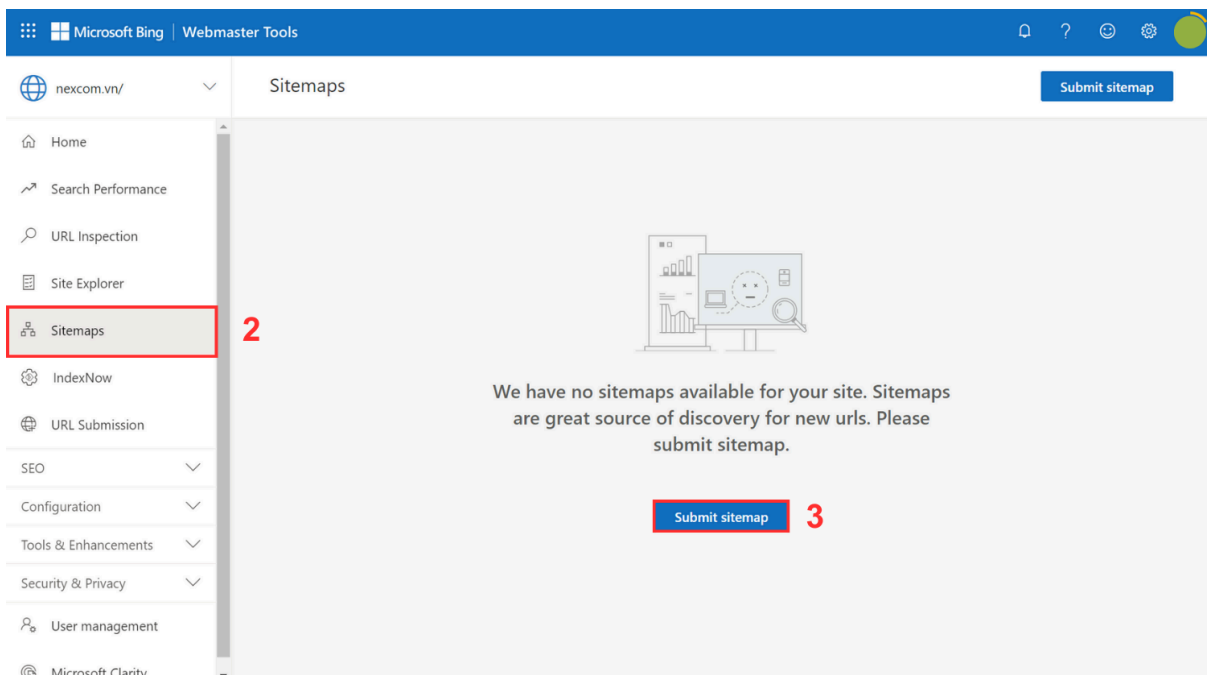 Microsoft Bing | Webmaster Tools
nexcom.vn/
Sitemaps
Submit sitemap
Home
Search Performance
URL Inspection
Site Explorer
Sitemaps
2
IndexNow
URL Submission
SEO
Configuration
Tools & Enhancements
Security & Privacy
User management
Microsoft Clarity
We have no sitemaps available for your site. Sitemaps
are great source of discovery for new urls. Please
submit sitemap.
Submit sitemap
3